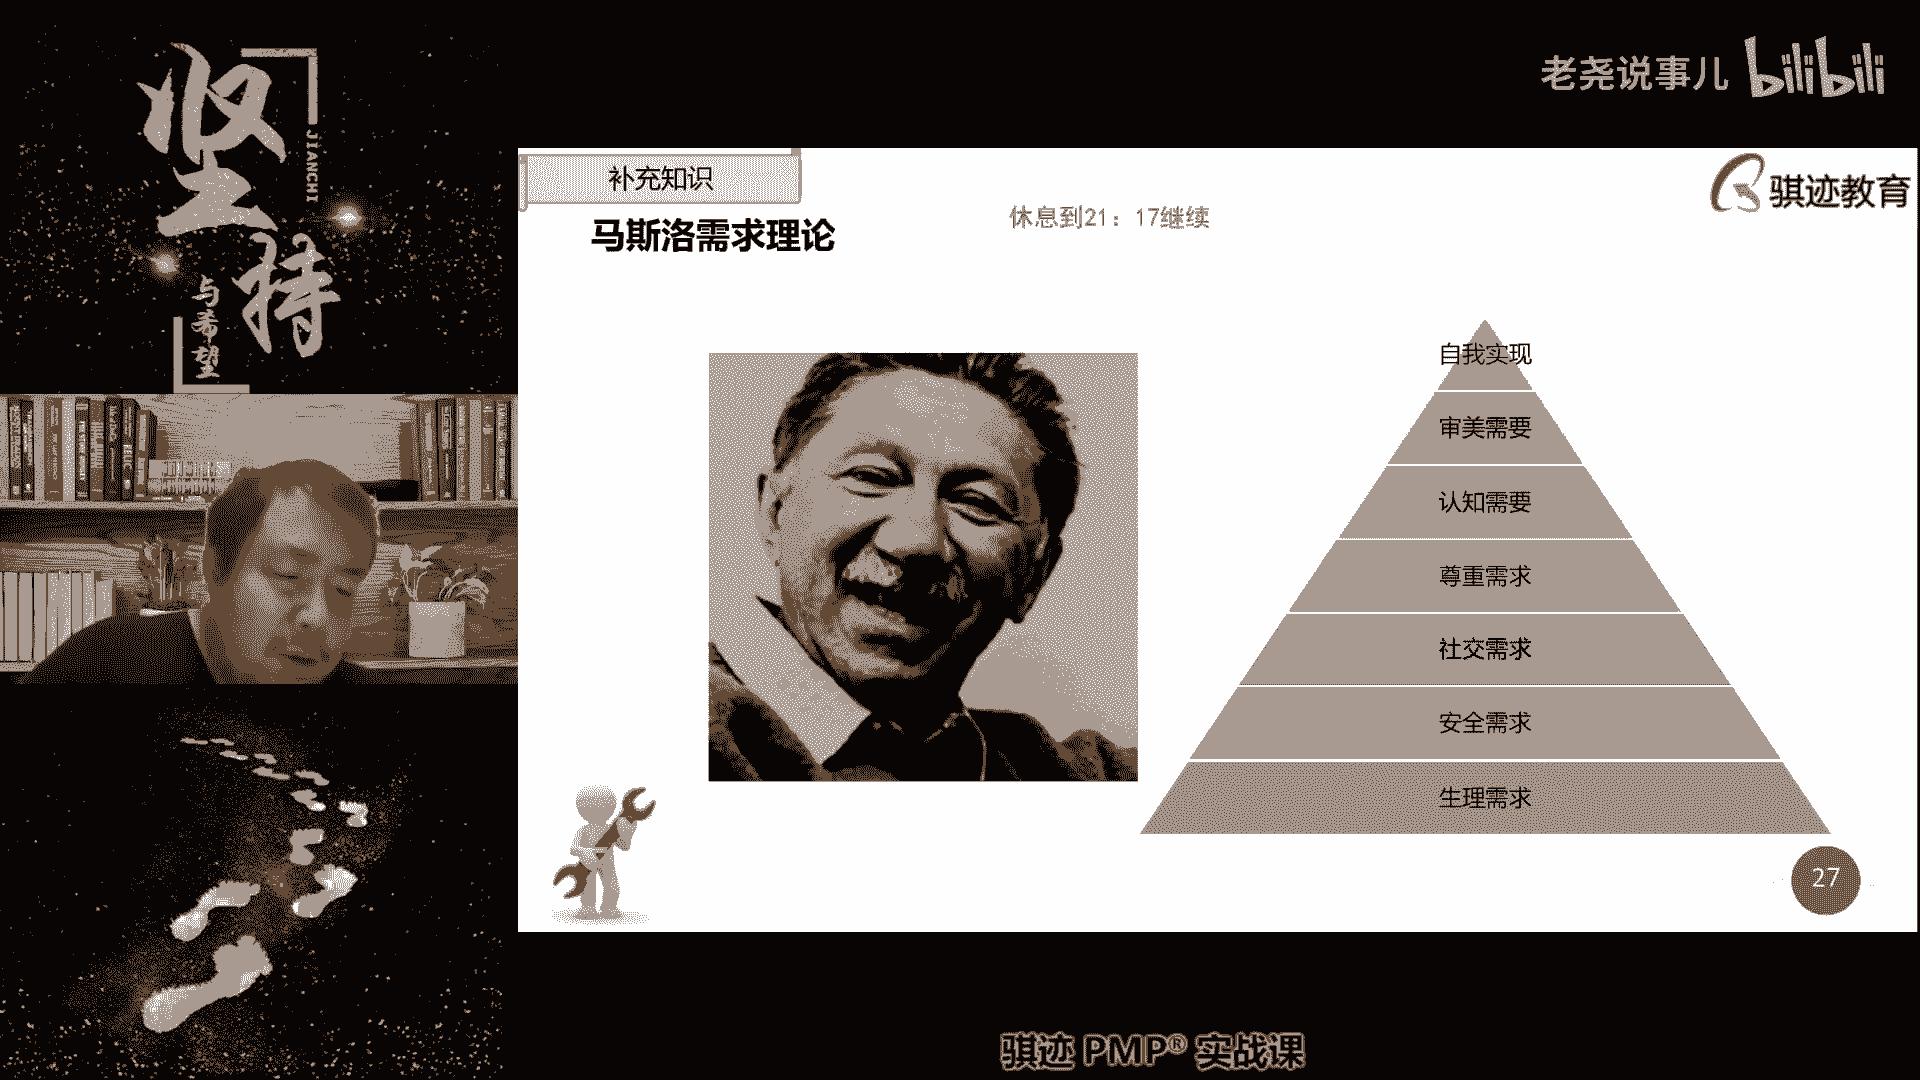 坚持
JIANCHI
与希望
老尧说事儿 bilibili
补充知识
骐迹教育
马斯洛需求理论
休息到21：17继续
自我实现
审美需要
认知需要
尊重需求
社交需求
安全需求
生理需求
27
骐迹 PMP® 实战课